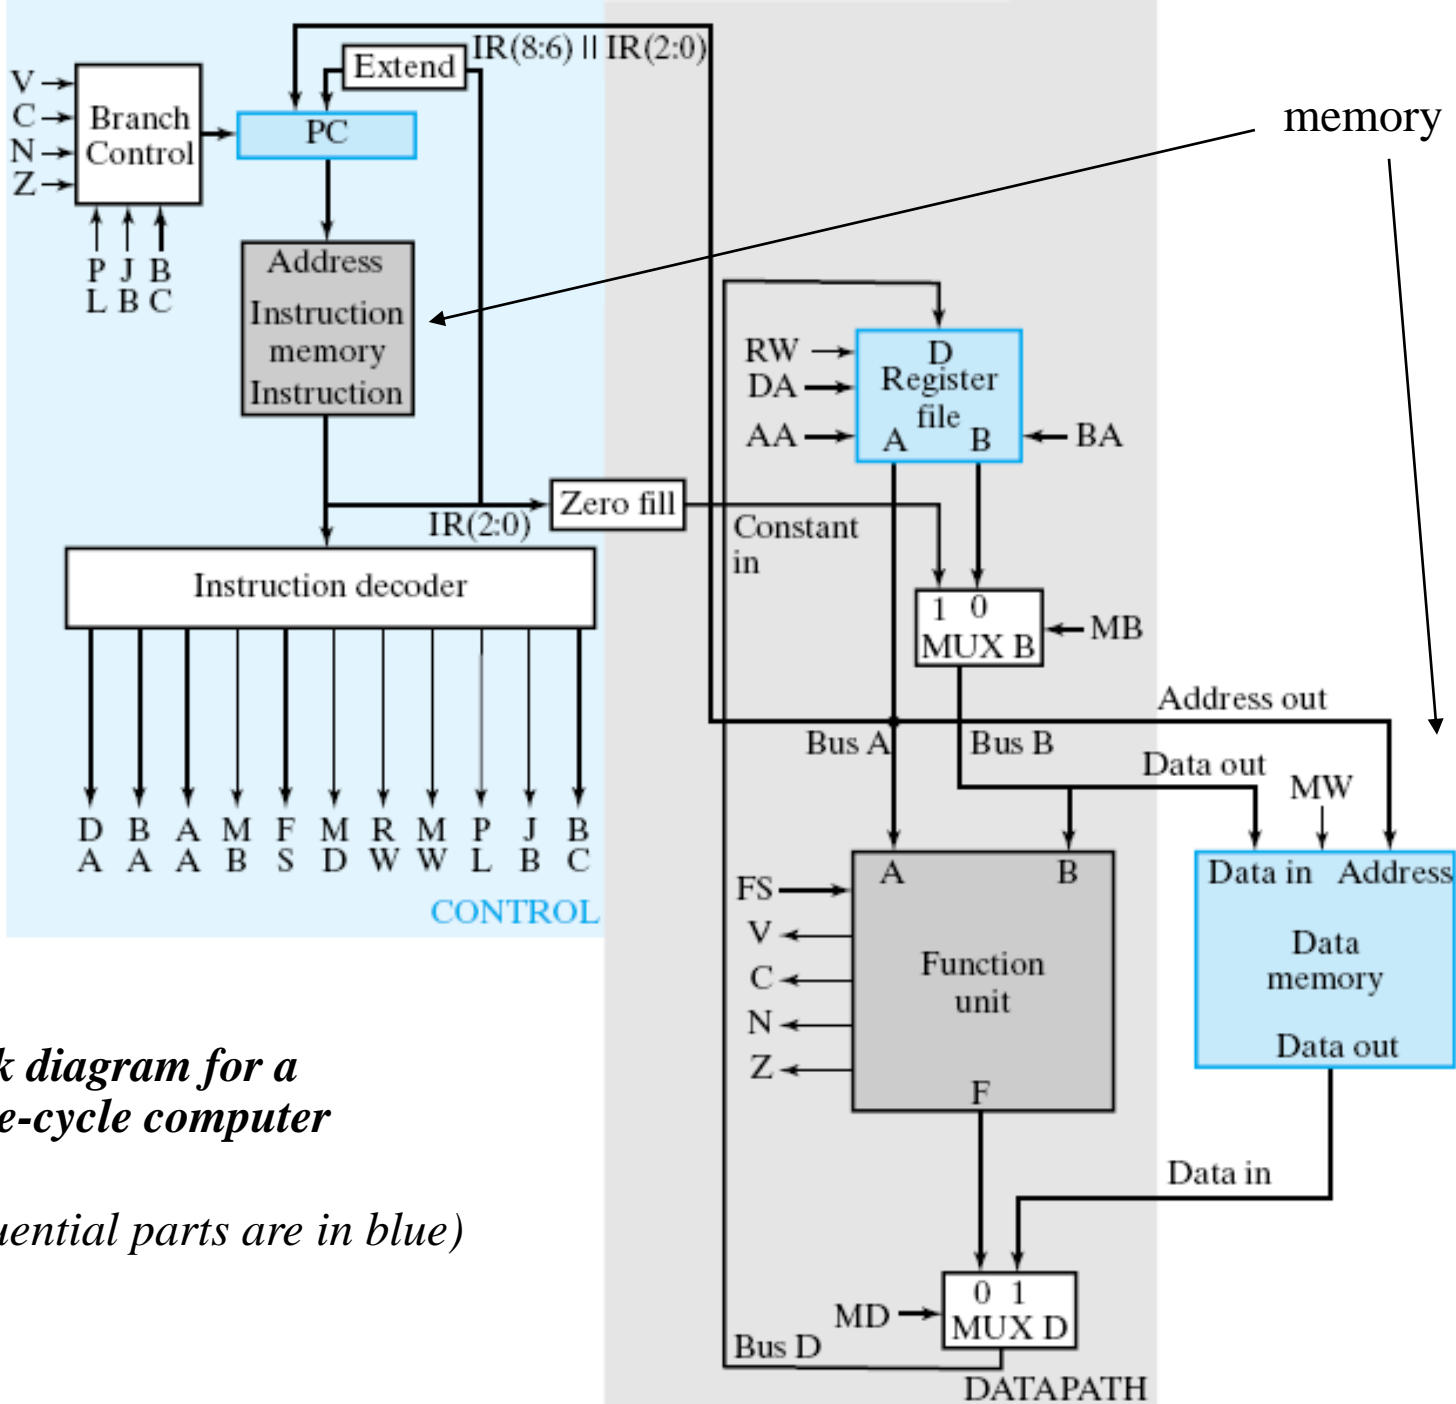 IR(8:6) || IR(2:0)
Extend
V
C
N
Z
Branch
Control
PC
memory
P J B
L B C
Address
Instruction
memory
Instruction
RW
DA
AA
D
Register
file
A B
BA
IR(2:0)
Zero fill
Constant
in
Instruction decoder
1 0
MUX B
MB
Address out
Bus A
Bus B
Data out
MW
D B A M F M R M P J B
A A A B S D W W L B C
CONTROL
FS
V
C
N
Z
A B
Function
unit
F
Data in Address
Data
memory
Data out
k diagram for a
e-cycle computer
Data in
uential parts are in blue)
MD
0 1
MUX D
Bus D
DATAPATH